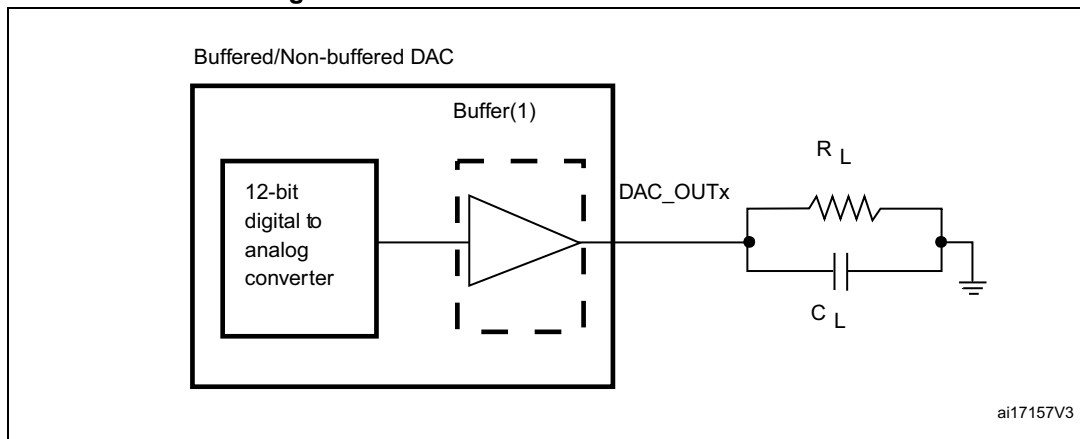 Buffered/Non-buffered DAC
Buffer(1)
12-bit
digital to
analog
converter
DAC_OUTx
R L
C L
ai17157V3